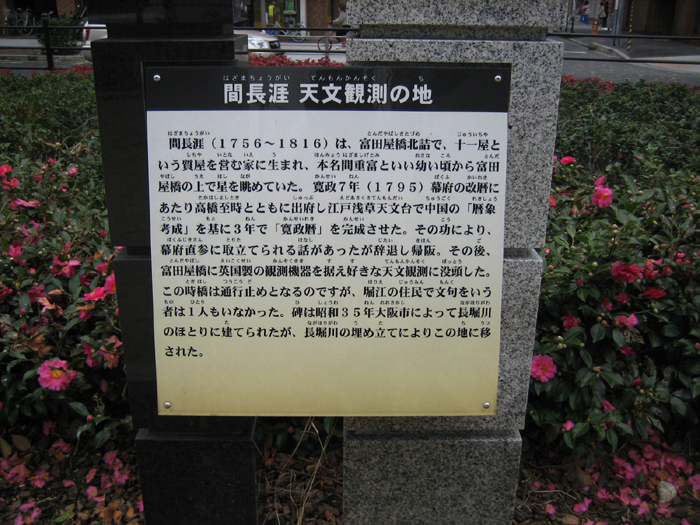 間長涯 天文観測の地
間長涯（1756〜1816）は、富田屋橋北詰で、十一屋と
いう質屋を営む家に生まれ、本名間重富といい幼い頃から富田
屋橋の上で星を眺めていた。寛政7年（1795）幕府の改暦に
あたり高橋至時とともに出府し江戸浅草天文台で中国の「暦象
考成」を基に3年で「寛政暦」を完成させた。その功により、
幕府直参に取立てられる話があったが辞退し帰阪。その後、
富田屋橋に英国製の観測機器を据え好きな天文観測に没頭した。
この時橋は通行止めとなるのですが、堀江の住民で文句をいう
者は1人もいなかった。碑は昭和35年大阪市によって長堀川
のほとりに建てられたが、長堀川の埋め立てによりこの地に移
された。